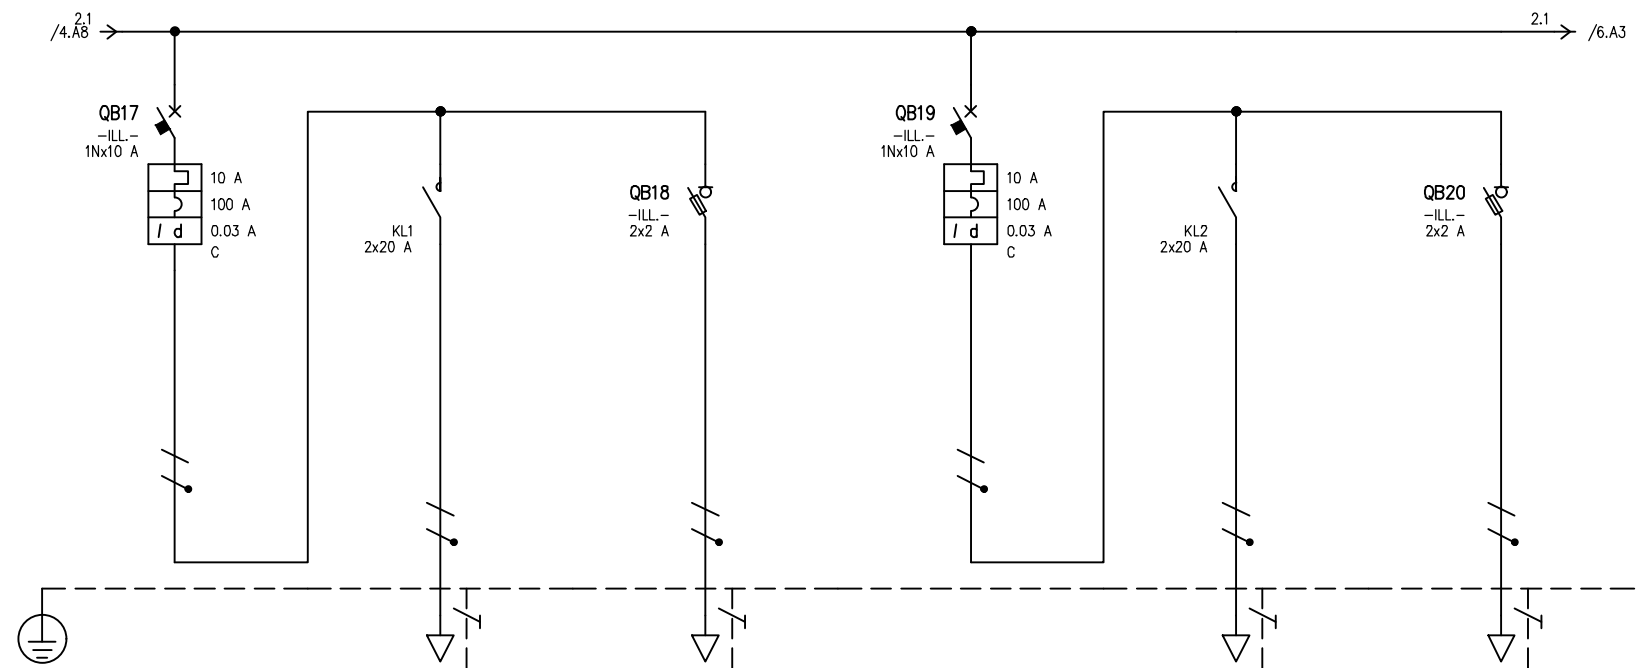 2.1
/4.A8
2.1
/6.A3
QB17
-ILL.-
1Nx10 A
10 A
100 A
I d
0.03 A
C
KL1
2x20 A
QB18
-ILL.-
2x2 A
QB19
-ILL.-
1Nx10 A
10 A
100 A
I d
0.03 A
C
KL2
2x20 A
QB20
-ILL.-
2x2 A